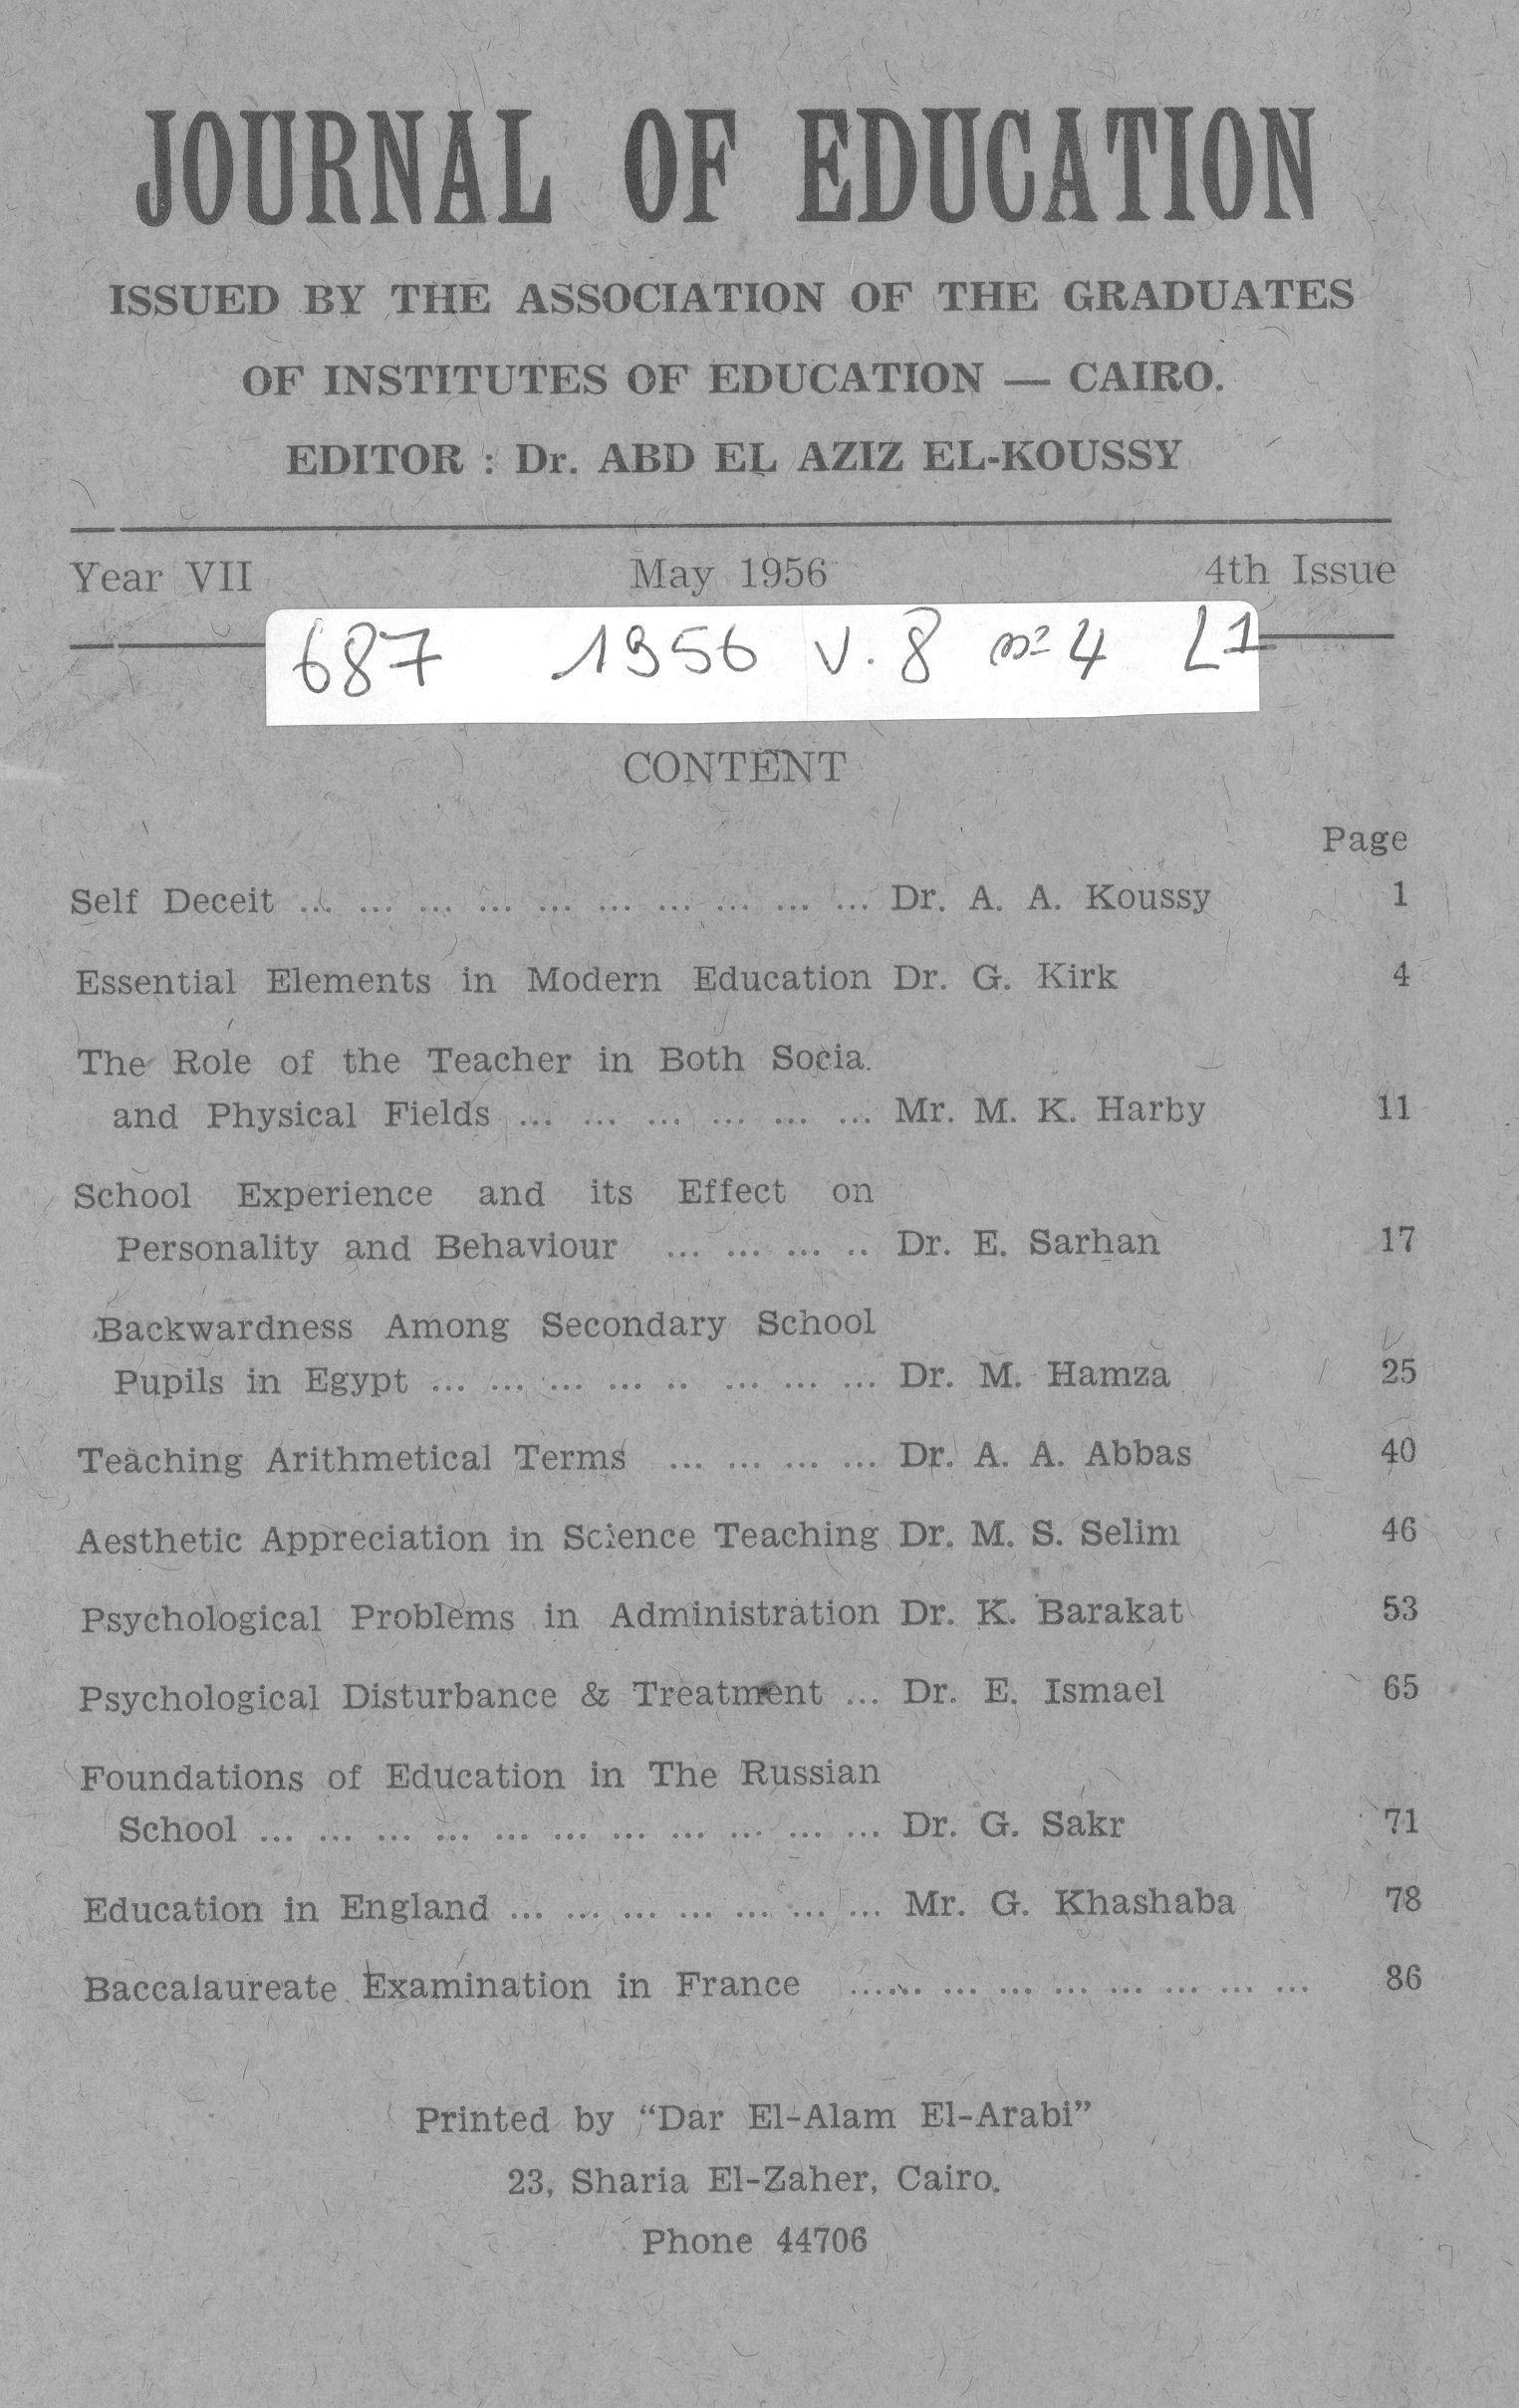 JOURNAL OF EDUCATION
ISSUED BY THE ASSOCIATION OF THE GRADUATES
OF INSTITUTES OF EDUCATION — CAIRO.
EDITOR : Dr. ABD EL AZIZ EL-KOUSSY
Year VII May 1956 4th Issue
687 1956 v. 8 nº 4 L1
CONTENT
Page
Self Deceit ... ... ... ... ... ... ... ... ... ... Dr. A. A. Koussy 1
Essential Elements in Modern Education Dr. G. Kirk 4
The Role of the Teacher in Both Socia.
and Physical Fields ... ... ... ... ... ... Mr. M. K. Harby 11
School Experience and its Effect on
Personality and Behaviour ... ... ... .. Dr. E. Sarhan 17
Backwardness Among Secondary School
Pupils in Egypt ... ... ... ... .. ... ... ... Dr. M. Hamza 25
Teaching Arithmetical Terms ... ... ... ... Dr. A. A. Abbas 40
Aesthetic Appreciation in Science Teaching Dr. M. S. Selim 46
Psychological Problems in Administration Dr. K. Barakat 53
Psychological Disturbance & Treatment ... Dr. E. Ismael 65
Foundations of Education in The Russian
School ... ... ... ... ... ... ... ... ... ... ... Dr. G. Sakr 71
Education in England ... ... ... ... ... ... ... Mr. G. Khashaba 78
Baccalaureate Examination in France ...... ... ... ... ... ... ... ... 86
Printed by “Dar El-Alam El-Arabi”
23, Sharia El-Zaher, Cairo.
Phone 44706